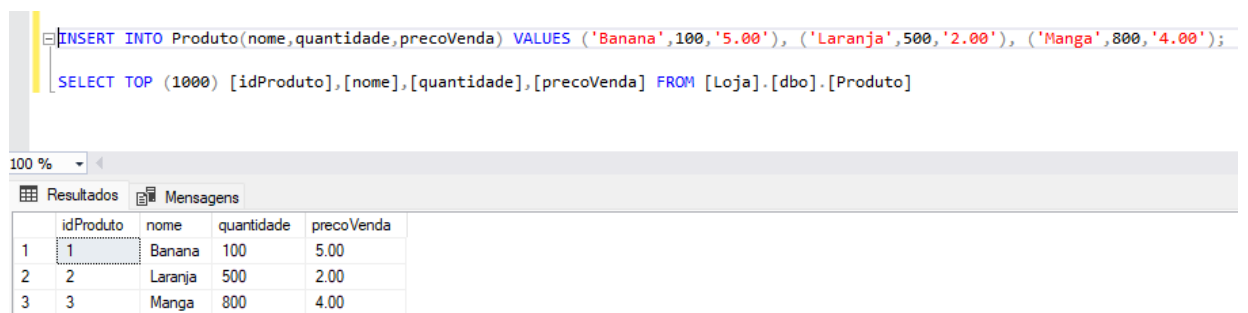 INSERT INTO Produto(nome,quantidade,precoVenda) VALUES ('Banana',100,'5.00'), ('Laranja',500,'2.00'), ('Manga',800,'4.00');
SELECT TOP (1000) [idProduto],[nome],[quantidade],[precoVenda] FROM [Loja].[dbo].[Produto]
100 %
Resultados Mensagens
idProduto nome quantidade precoVenda
1 1 Banana 100 5.00
2 2 Laranja 500 2.00
3 3 Manga 800 4.00